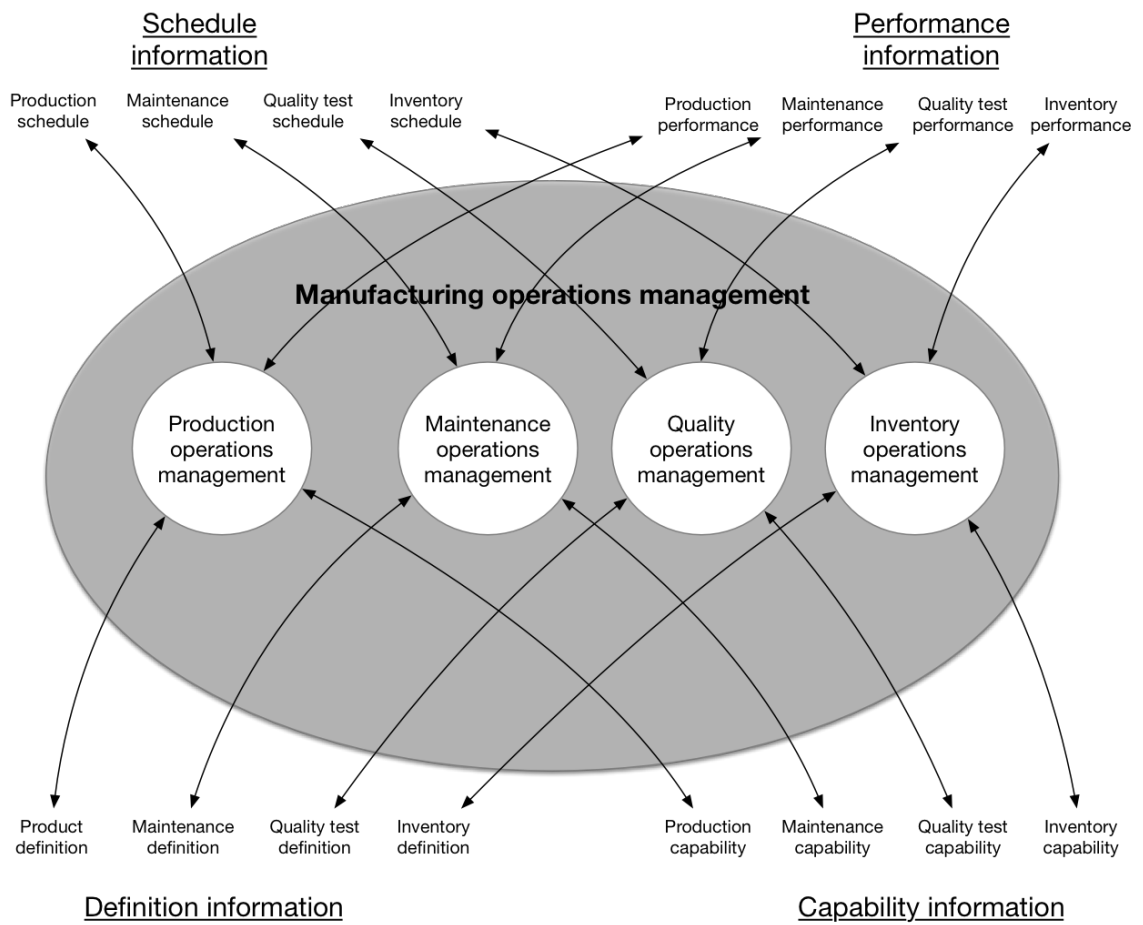 Schedule
information
Performance
information
Production
schedule
Maintenance
schedule
Quality test
schedule
Inventory
schedule
Production
performance
Maintenance
performance
Quality test
performance
Inventory
performance
Manufacturing operations management
Production
operations
management
Maintenance
operations
management
Quality
operations
management
Inventory
operations
management
Product
definition
Maintenance
definition
Quality test
definition
Inventory
definition
Production
capability
Maintenance
capability
Quality test
capability
Inventory
capability
Definition information
Capability information